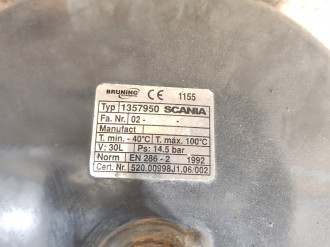 BRUNING CE 1155
Typ 1357950 SCANIA
Fa. Nr. 02- -
Manufact
T. min. - 40°C T. máx. 100°C
V: 30L Ps: 14.5 bar
Norm EN 286 - 2 1992
Cert. Nr. 520.00998J1.06/002